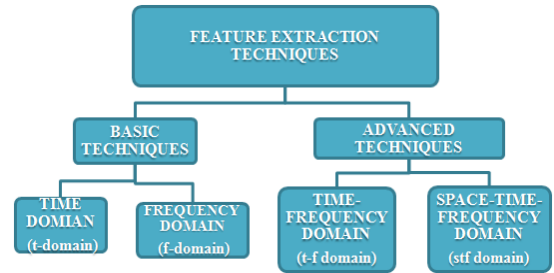 FEATURE EXTRACTION
TECHNIQUES
BASIC
TECHNIQUES
ADVANCED
TECHNIQUES
TIME
DOMIAN
(t-domain)
FREQUENCY
DOMAIN
(f-domain)
TIME-
FREQUENCY
DOMAIN
(t-f domain)
SPACE-TIME-
FREQUENCY
DOMAIN
(stf domain)